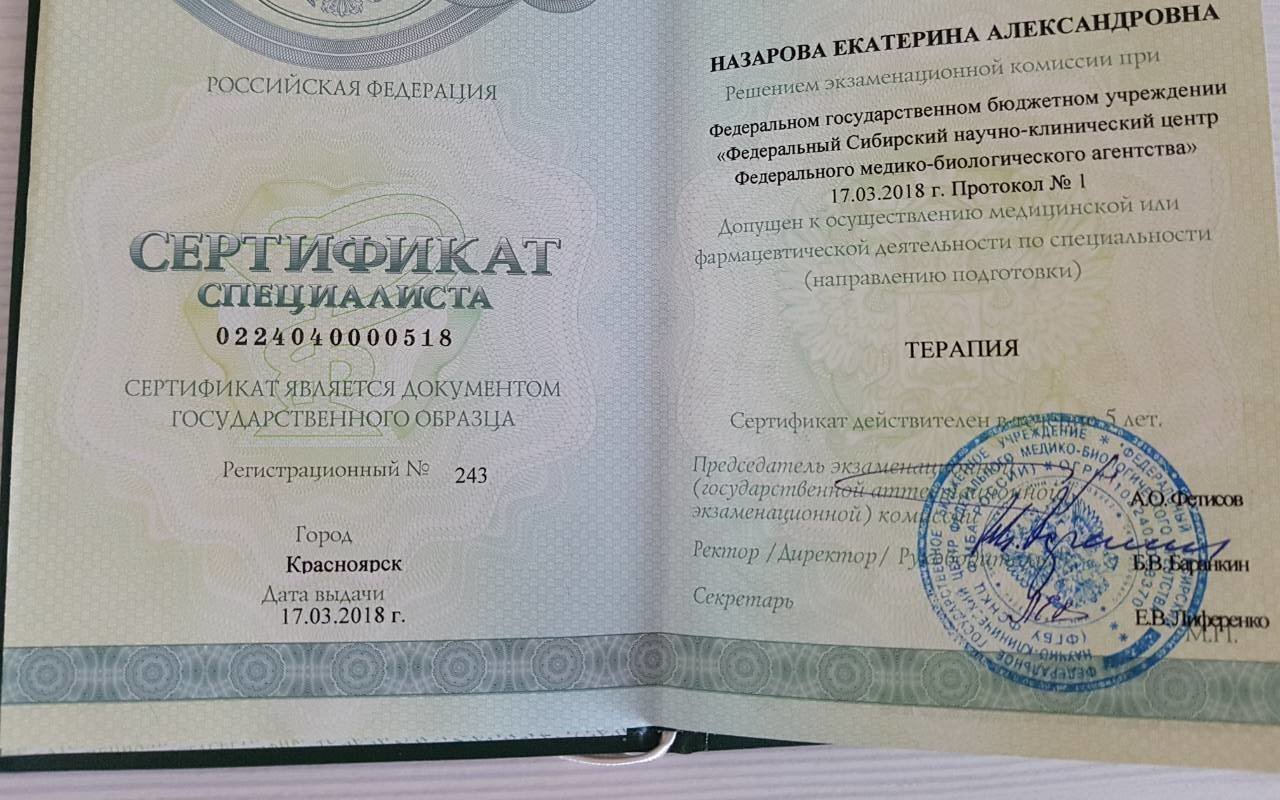 РОССИЙСКАЯ ФЕДЕРАЦИЯ
СЕРТИФИКАТ
СПЕЦИАЛИСТА
0224040000518
СЕРТИФИКАТ ЯВЛЯЕТСЯ ДОКУМЕНТОМ
ГОСУДАРСТВЕННОГО ОБРАЗЦА
Регистрационный № 243
Город
Красноярск
Дата выдачи
17.03.2018 г.
НАЗАРОВА ЕКАТЕРИНА АЛЕКСАНДРОВНА
Решением экзаменационной комиссии при
Федеральном государственном бюджетном учреждении
«Федеральный Сибирский научно-клинический центр
Федерального медико-биологического агентства»
17.03.2018 г. Протокол № 1
Допущен к осуществлению медицинской или
фармацевтической деятельности по специальности
(направлению подготовки)
ТЕРАПИЯ
Сертификат действителен в 5 лет.
Председатель экзаменационной
(государственной аттестационной,
экзаменационной) комиссии
А.О. Фетисов
Ректор /Директор/ Руководитель
Б.В. Баранкин
Секретарь
Е.В. Лиференко
М.П.